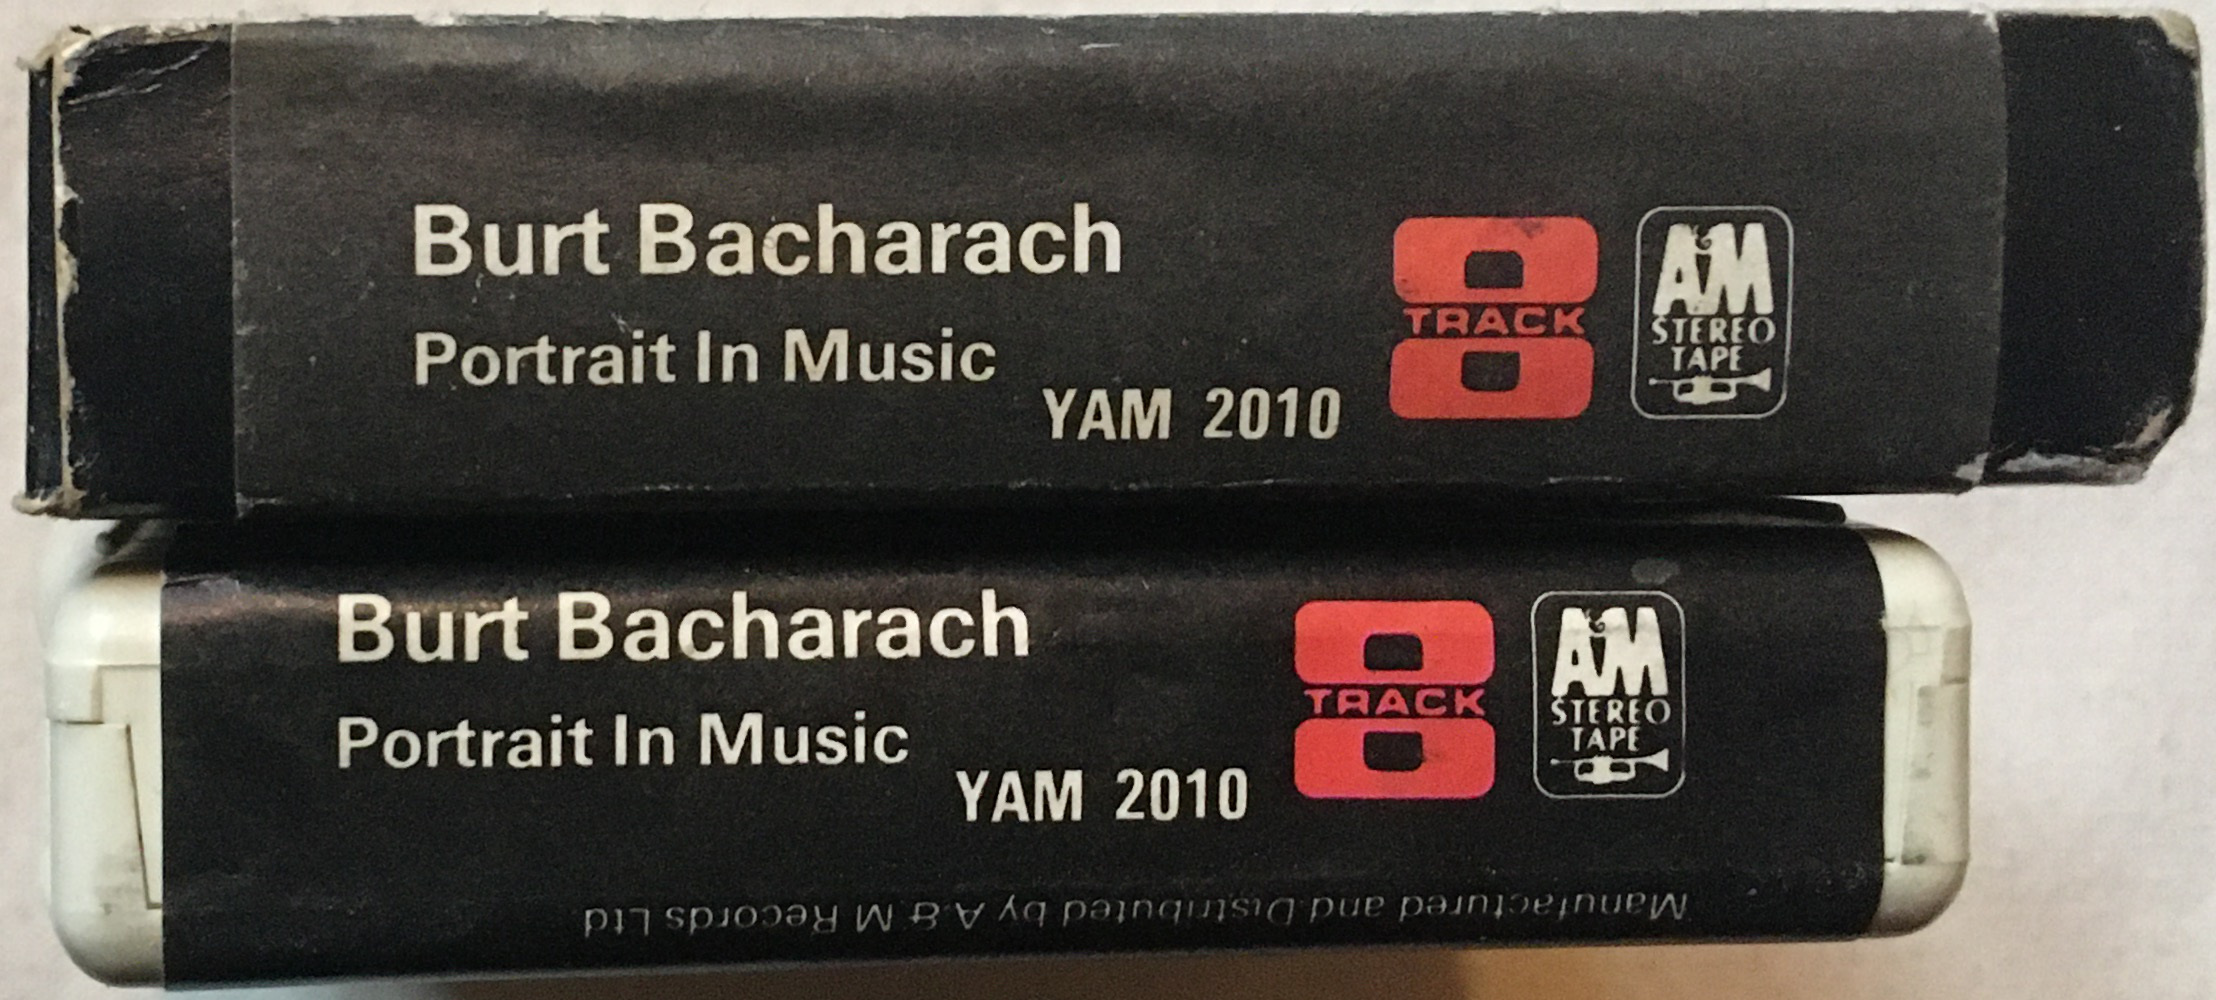 Burt Bacharach
Portrait In Music
YAM 2010
8
TRACK
A&M
STEREO
TAPE
Burt Bacharach
Portrait In Music
YAM 2010
8
TRACK
A&M
STEREO
TAPE
Manufactured and Distributed by A & M Records Ltd